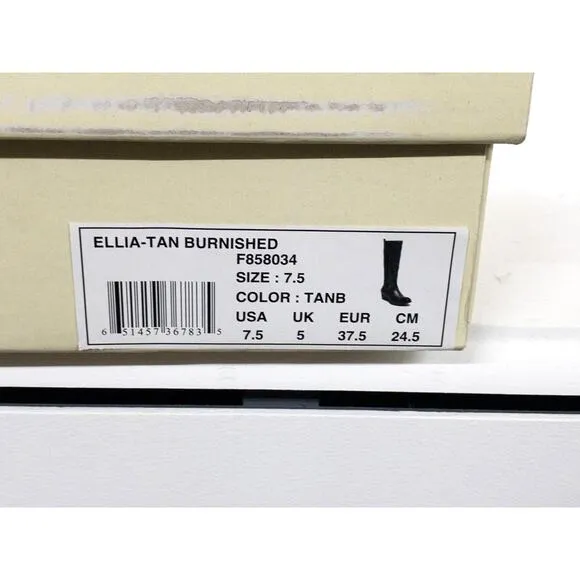 ELLIA-TAN BURNISHED
F858034
SIZE : 7.5
COLOR : TANB
USA UK EUR CM
7.5 5 37.5 24.5
6 51457 36783 5